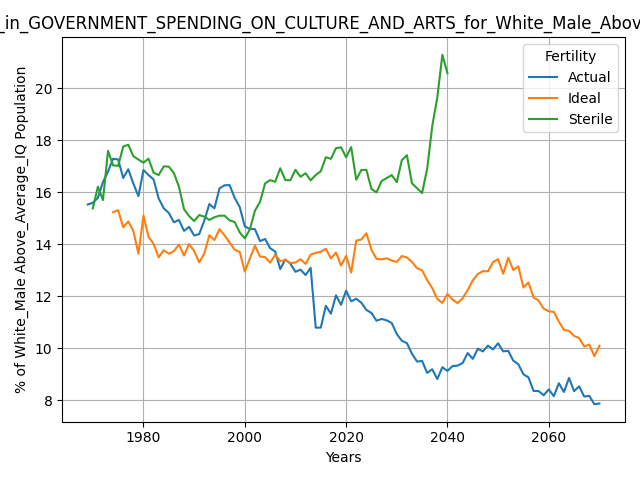 _in_GOVERNMENT_SPENDING_ON_CULTURE_AND_ARTS_for_White_Male_Abov
Fertility
Actual
Ideal
Sterile
% of White_Male Above_Average_IQ Population
20
18
16
14
12
10
8
1980
2000
2020
2040
2060
Years